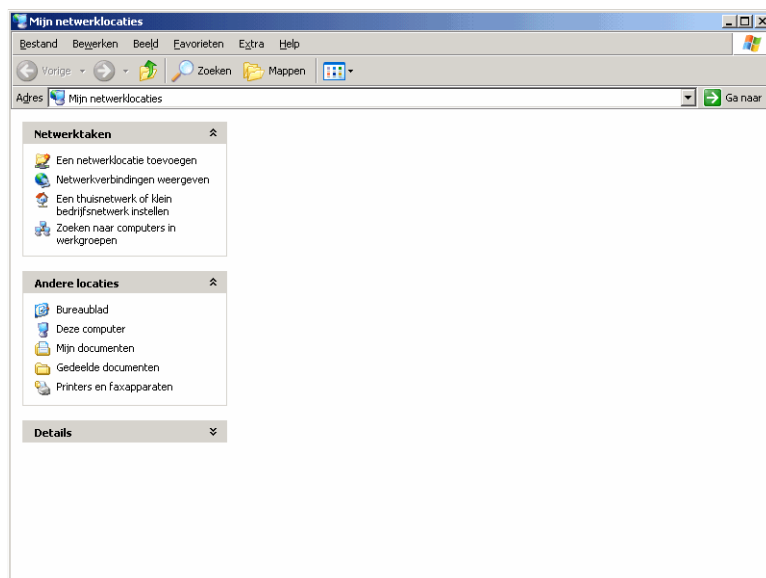 Mijn netwerklocaties
Bestand Bewerken Beeld Favorieten Extra Help
Vorige Zoeken Mappen
Adres Mijn netwerklocaties Ga naar
Netwerktaken
Een netwerklocatie toevoegen
Netwerkverbindingen weergeven
Een thuisnetwerk of klein
bedrijfsnetwerk instellen
Zoeken naar computers in
werkgroepen
Andere locaties
Bureaublad
Deze computer
Mijn documenten
Gedeelde documenten
Printers en faxapparaten
Details